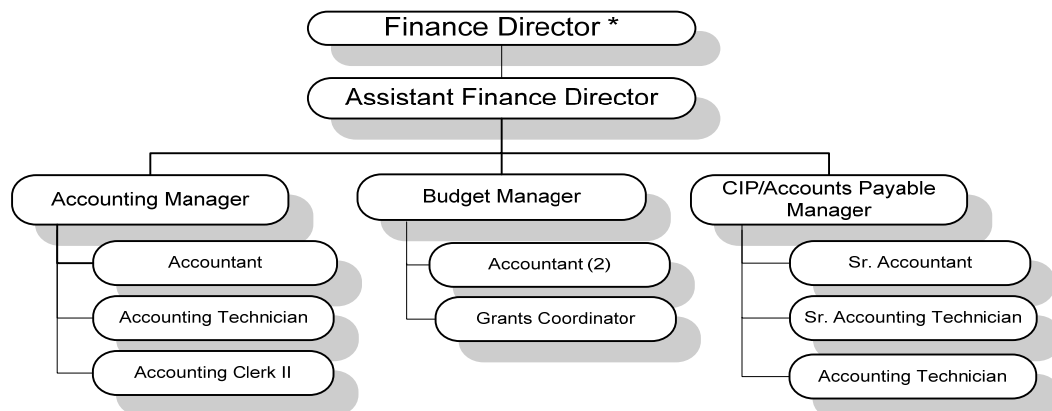 Finance Director *
Assistant Finance Director
Accounting Manager
Accountant
Accounting Technician
Accounting Clerk II
Budget Manager
Accountant (2)
Grants Coordinator
CIP/Accounts Payable
Manager
Sr. Accountant
Sr. Accounting Technician
Accounting Technician